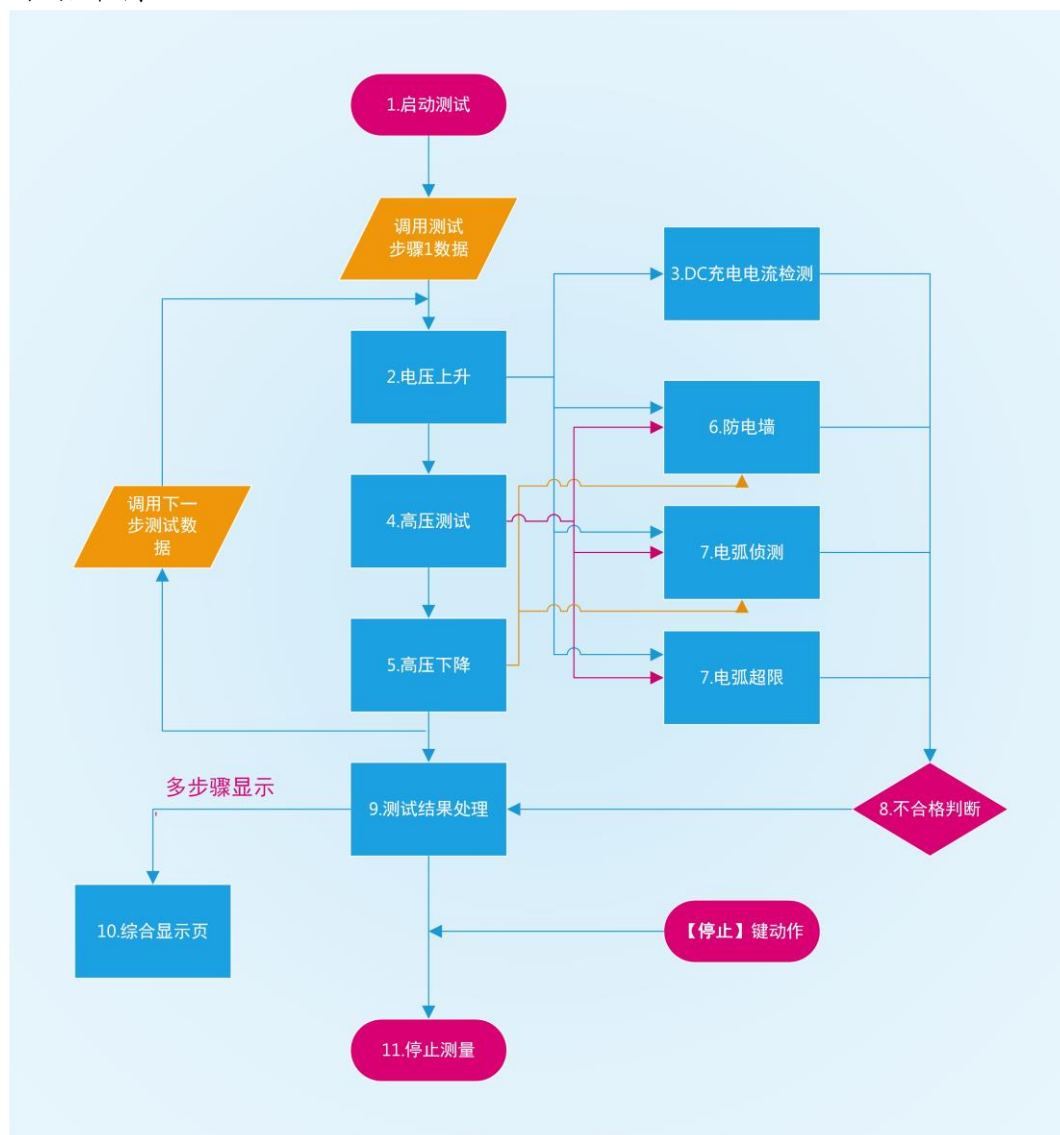 1.启动测试
调用测试
步骤1数据
3.DC充电电流检测
2.电压上升
6.防电墙
调用下一
步测试数
据
4.高压测试
7.电弧侦测
5.高压下降
7.电弧超限
多步骤显示
9.测试结果处理
8.不合格判断
10.综合显示页
【停止】键动作
11.停止测量